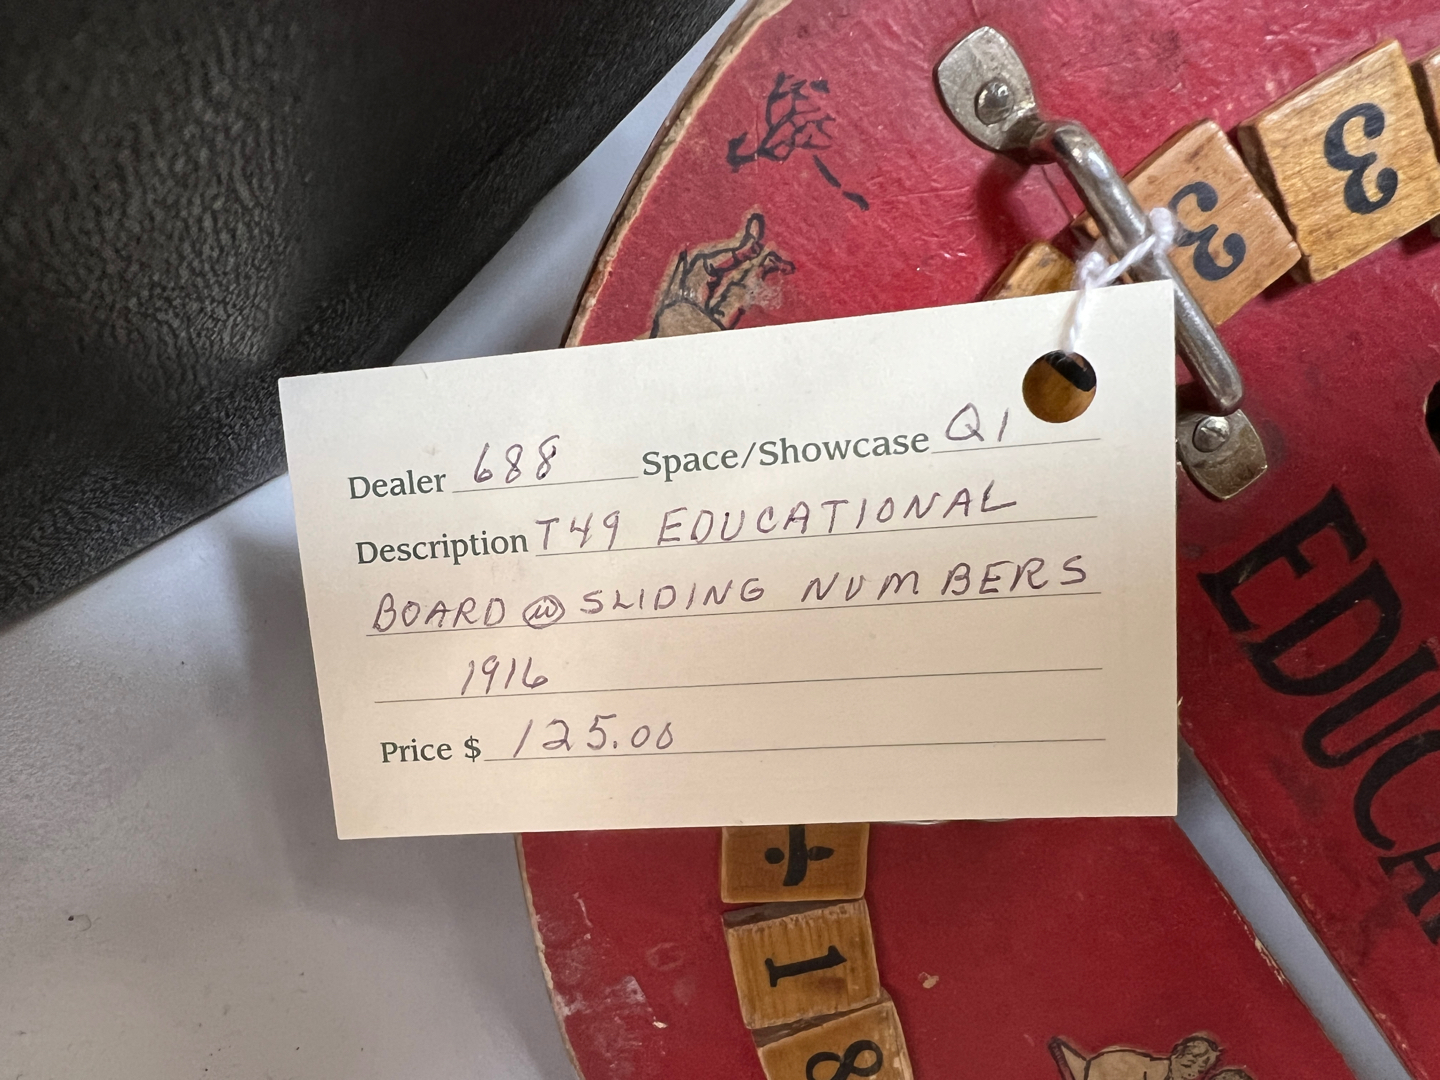 Dealer 688 Space/Showcase Q1
Description T49 EDUCATIONAL
BOARD W SLIDING NUMBERS
1916
Price $ 125.00
3
3
÷
1
8
EDUCA